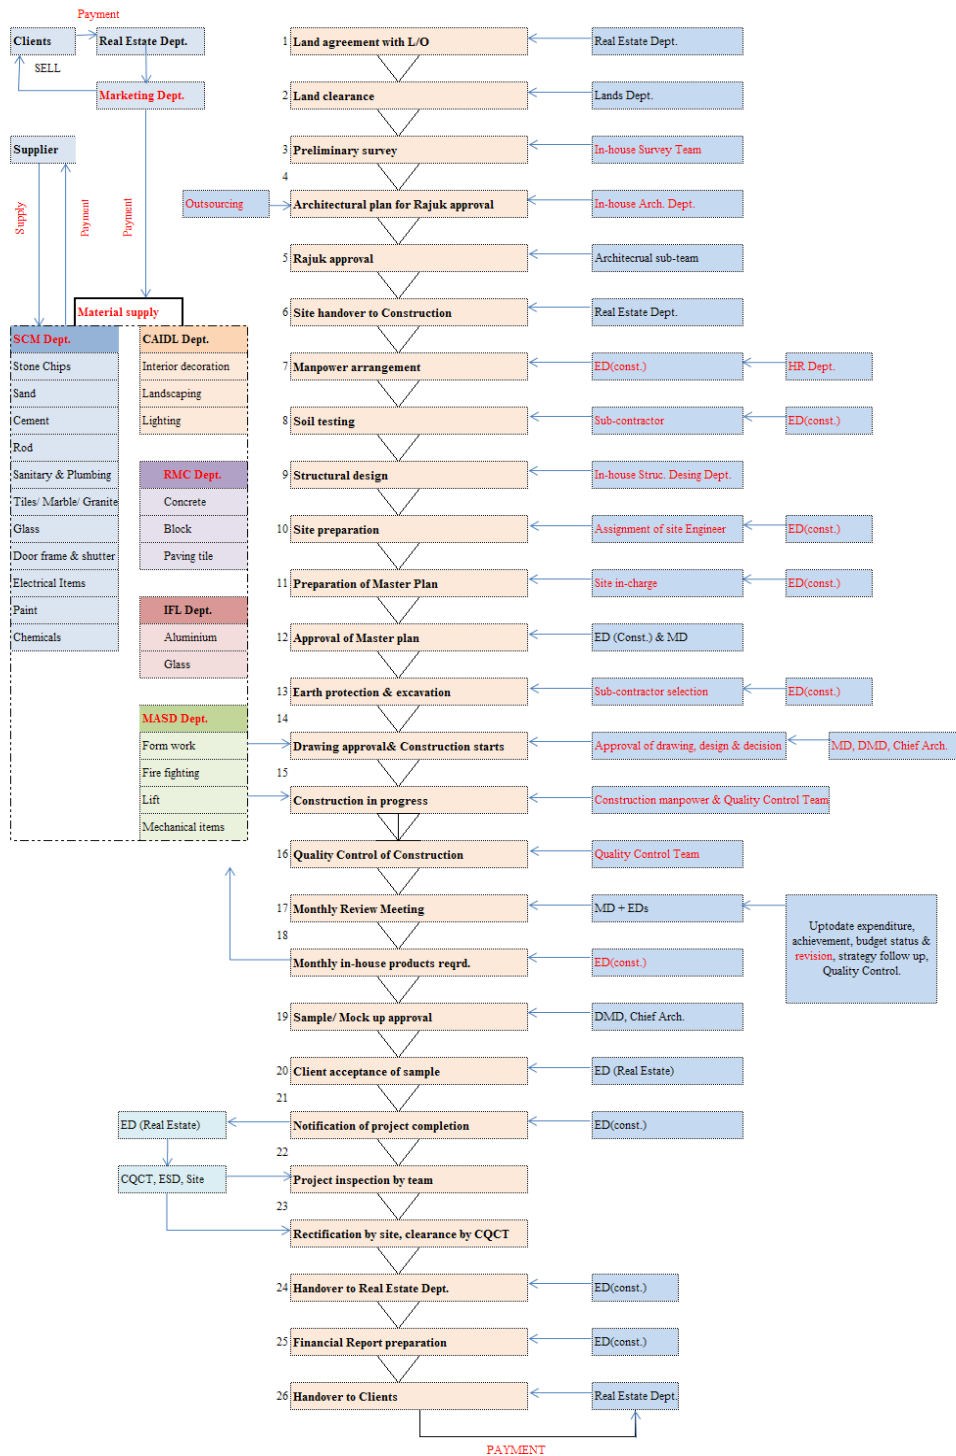 Payment
Clients
Real Estate Dept.
SELL
Marketing Dept.
Supplier
Supply
Payment
Payment
Material supply
SCM Dept.
Stone Chips
Sand
Cement
Rod
Sanitary & Plumbing
Tiles/ Marble/ Granite
Glass
Door frame & shutter
Electrical Items
Paint
Chemicals
CAIDL Dept.
Interior decoration
Landscaping
Lighting
RMC Dept.
Concrete
Block
Paving tile
IFL Dept.
Aluminium
Glass
MASD Dept.
Form work
Fire fighting
Lift
Mechanical items
1 Land agreement with L/O
Real Estate Dept.
2 Land clearance
Lands Dept.
3 Preliminary survey
In-house Survey Team
4
Outsourcing
Architectural plan for Rajuk approval
In-house Arch. Dept.
5 Rajuk approval
Architecrual sub-team
6 Site handover to Construction
Real Estate Dept.
7 Manpower arrangement
ED(const.)
HR Dept.
8 Soil testing
Sub-contractor
ED(const.)
9 Structural design
In-house Struc. Desing Dept.
10 Site preparation
Assignment of site Engineer
ED(const.)
11 Preparation of Master Plan
Site in-charge
ED(const.)
12 Approval of Master plan
ED (Const.) & MD
13 Earth protection & excavation
Sub-contractor selection
ED(const.)
14
Drawing approval& Construction starts
Approval of drawing, design & decision
MD, DMD, Chief Arch.
15
Construction in progress
Construction manpower & Quality Control Team
16 Quality Control of Construction
Quality Control Team
17 Monthly Review Meeting
MD + EDs
Uptodate expenditure,
achievement, budget status &
revision, strategy follow up,
Quality Control.
18
Monthly in-house products reqrd.
ED(const.)
19 Sample/ Mock up approval
DMD, Chief Arch.
20 Client acceptance of sample
ED (Real Estate)
21
ED (Real Estate)
Notification of project completion
ED(const.)
22
CQCT, ESD, Site
Project inspection by team
23
Rectification by site, clearance by CQCT
24 Handover to Real Estate Dept.
ED(const.)
25 Financial Report preparation
ED(const.)
26 Handover to Clients
Real Estate Dept.
PAYMENT